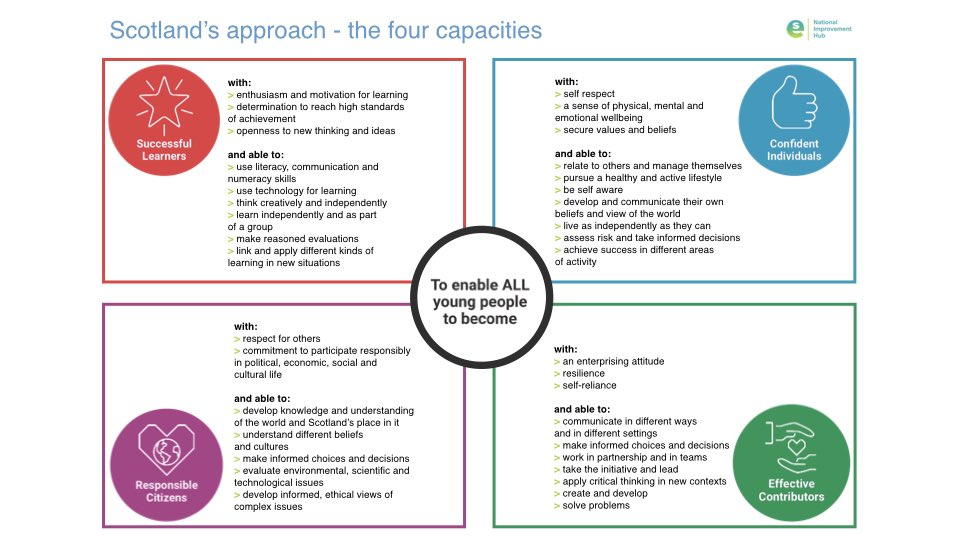 Scotland's approach - the four capacities
National
Improvement
Hub
Successful
Learners
with:
> enthusiasm and motivation for learning
> determination to reach high standards
of achievement
> openness to new thinking and ideas
and able to:
> use literacy, communication and
numeracy skills
> use technology for learning
> think creatively and independently
> learn independently and as part
of a group
> make reasoned evaluations
> link and apply different kinds of
learning in new situations
with:
> self respect
> a sense of physical, mental and
emotional wellbeing
> secure values and beliefs
and able to:
> relate to others and manage themselves
> pursue a healthy and active lifestyle
> be self aware
> develop and communicate their own
beliefs and view of the world
> live as independently as they can
> assess risk and take informed decisions
> achieve success in different areas
of activity
Confident
Individuals
To enable ALL
young people
to become
with:
> respect for others
> commitment to participate responsibly
in political, economic, social and
cultural life
and able to:
> develop knowledge and understanding
of the world and Scotland's place in it
> understand different beliefs
and cultures
> make informed choices and decisions
> evaluate environmental, scientific and
technological issues
> develop informed, ethical views of
complex issues
Responsible
Citizens
with:
> an enterprising attitude
> resilience
> self-reliance
and able to:
> communicate in different ways
and in different settings
> make informed choices and decisions
> work in partnership and in teams
> take the initiative and lead
> apply critical thinking in new contexts
> create and develop
> solve problems
Effective
Contributors